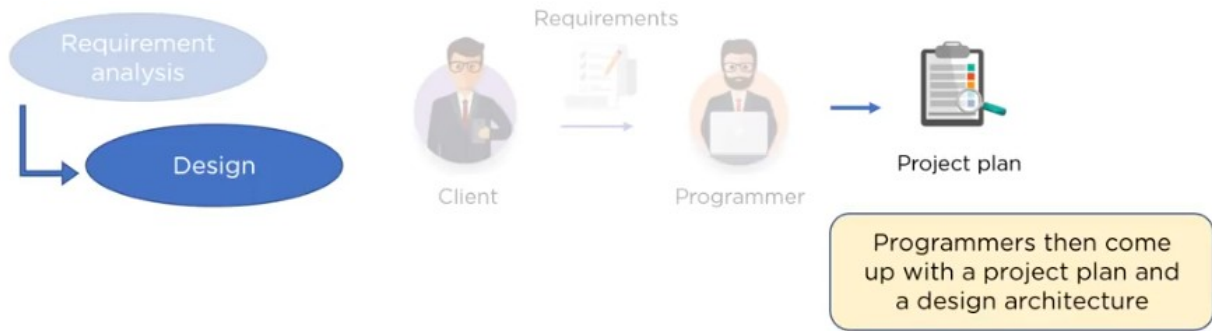 Requirement
analysis
Design
Requirements
Client
Programmer
Project plan
Programmers then come
up with a project plan and
a design architecture